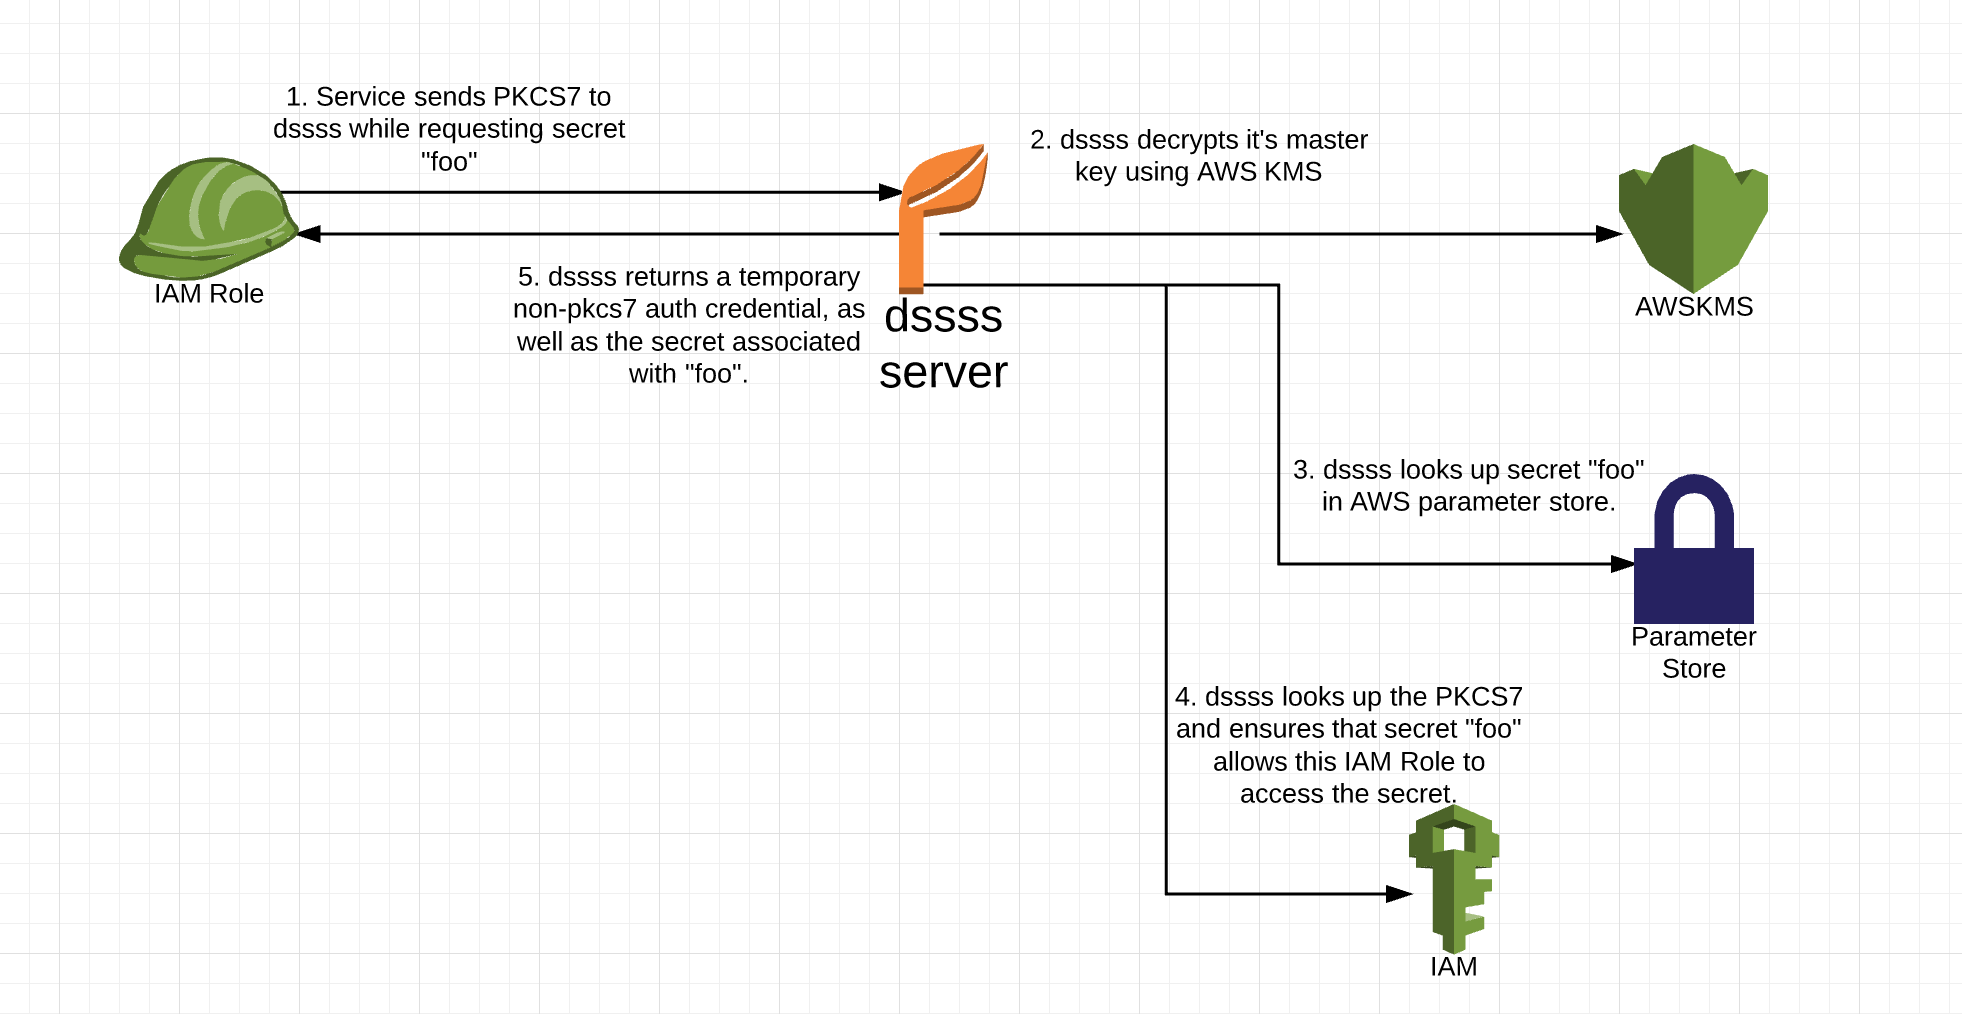 1. Service sends PKCS7 to
dssss while requesting secret
"foo"
IAM Role
5. dssss returns a temporary
non-pkcs7 auth credential, as
well as the secret associated
with "foo".
dssss
server
2. dssss decrypts it's master
key using AWS KMS
AWSKMS
3. dssss looks up secret "foo"
in AWS parameter store.
Parameter
Store
4. dssss looks up the PKCS7
and ensures that secret "foo"
allows this IAM Role to
access the secret.
IAM